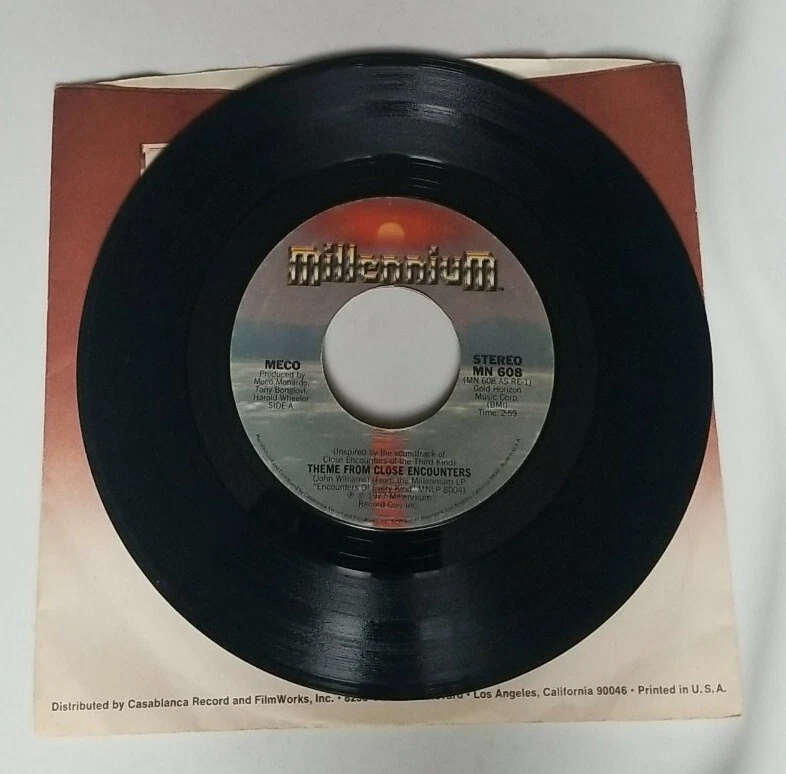 MillenniuM
TM
MECO
Produced by
Meco Monardo,
Tony Bongiovi,
Harold Wheeler
SIDE A
STEREO
MN 608
(MN 608 AS RE-1)
Gold Horizon
Music Corp.
(BMI)
Time: 2:59
(Inspired by the soundtrack of
Close Encounters of the Third Kind)
THEME FROM CLOSE ENCOUNTERS
(John Williams) (From the Millennium LP
"Encounters Of Every Kind" MNLP 8004)
℗ © 1977 Millennium
Record Co., Inc.
Distributed by Casablanca Record and FilmWorks, Inc. • Los Angeles, California 90046 • Printed in U.S.A.